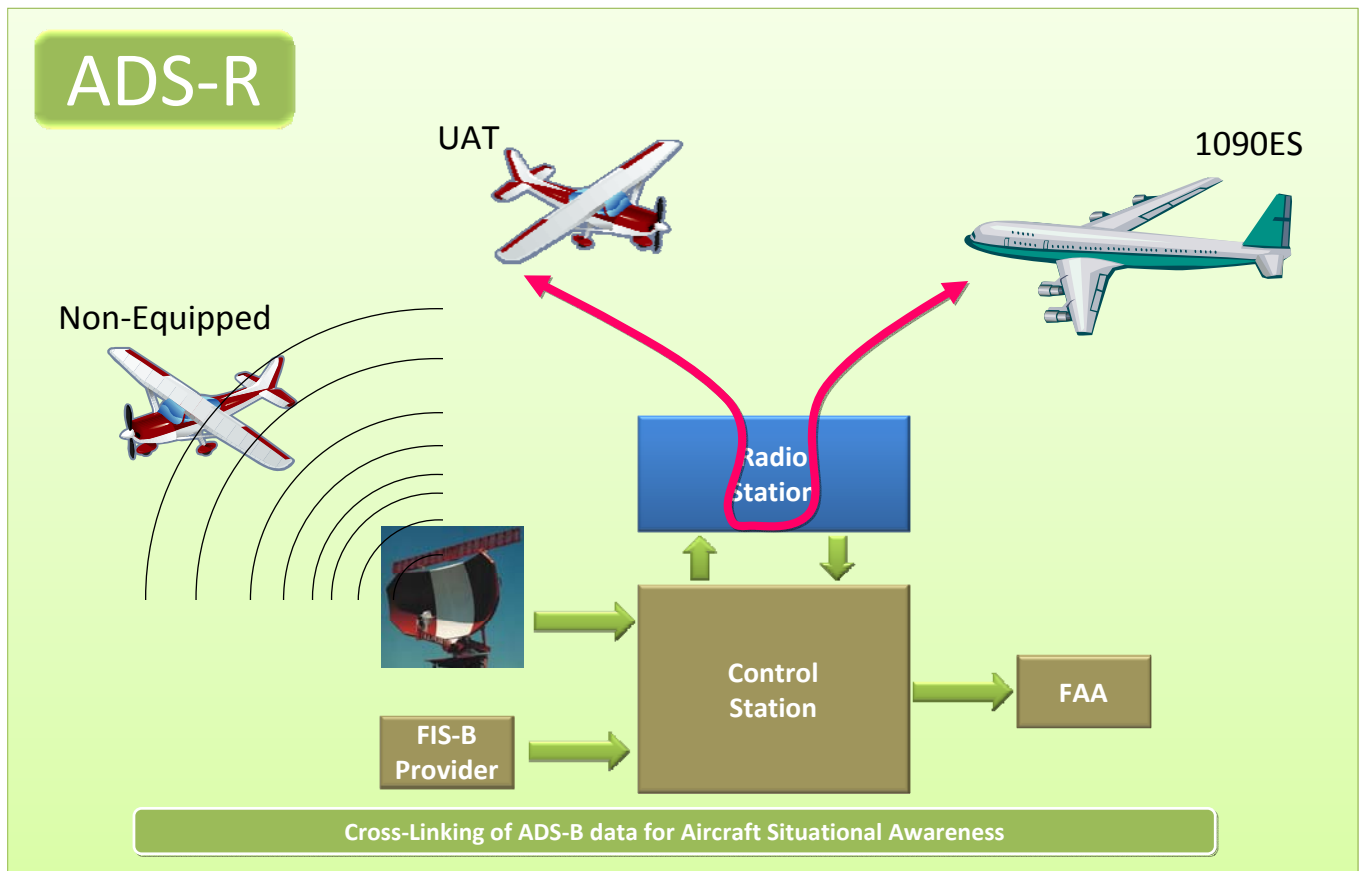 ADS-R
UAT
1090ES
Non-Equipped
Radio
Station
Control
Station
FAA
FIS-B
Provider
Cross-Linking of ADS-B data for Aircraft Situational Awareness